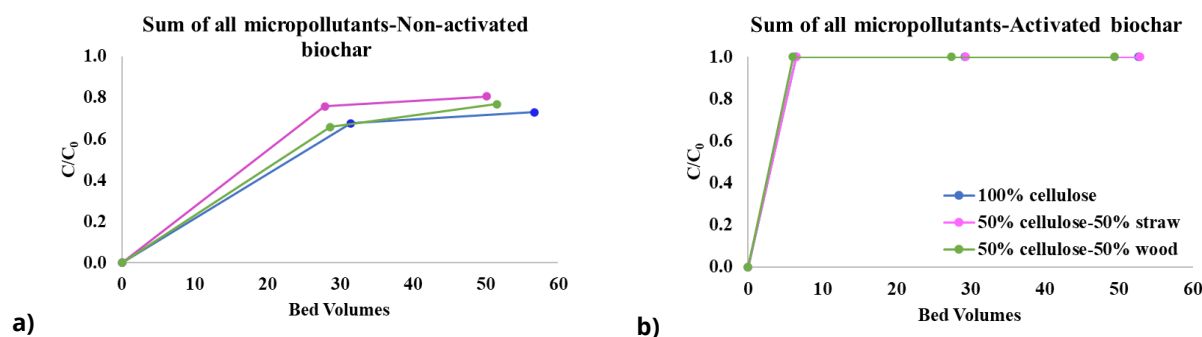 Sum of all micropollutants-Non-activated
biochar
1.0
0.8
0.6
0.4
0.2
0.0
C/C0
0 10 20 30 40 50 60
Bed Volumes
a)
Sum of all micropollutants-Activated biochar
1.0
0.8
0.6
0.4
0.2
0.0
C/C0
100% cellulose
50% cellulose-50% straw
50% cellulose-50% wood
0 10 20 30 40 50 60
Bed Volumes
b)